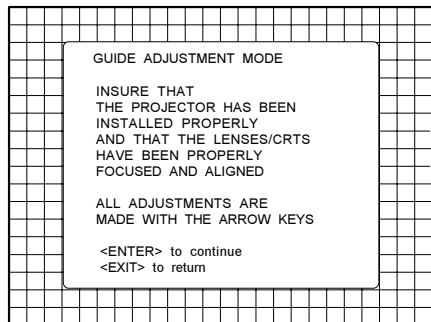 GUIDE ADJUSTMENT MODE
INSURE THAT
THE PROJECTOR HAS BEEN
INSTALLED PROPERLY
AND THAT THE LENSES/CRTS
HAVE BEEN PROPERLY
FOCUSED AND ALIGNED
ALL ADJUSTMENTS ARE
MADE WITH THE ARROW KEYS
<ENTER> to continue
<EXIT> to return